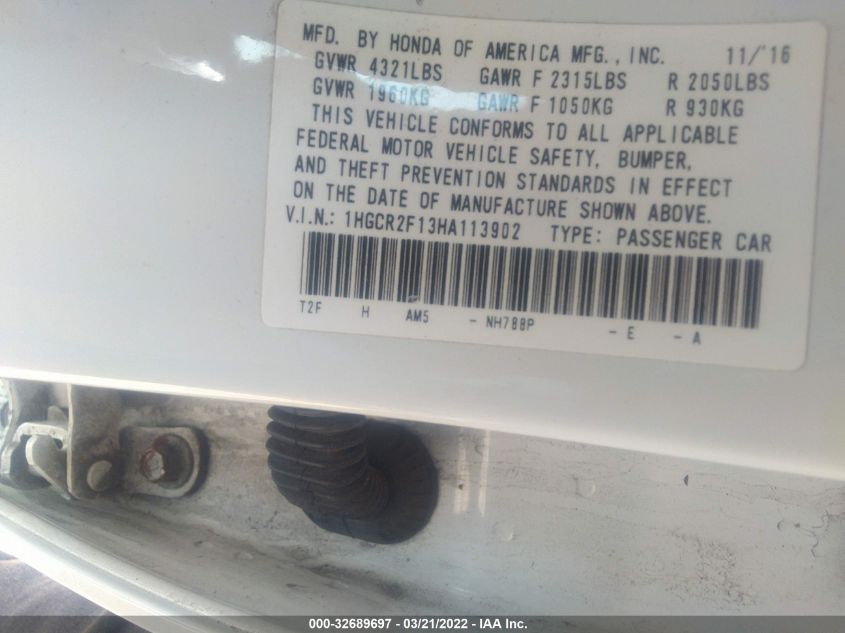 MFD. BY HONDA OF AMERICA MFG., INC. 11/'16
GVWR 4321LBS GAWR F 2315LBS R 2050LBS
GVWR 1960KG GAWR F 1050KG R 930KG
THIS VEHICLE CONFORMS TO ALL APPLICABLE
FEDERAL MOTOR VEHICLE SAFETY, BUMPER,
AND THEFT PREVENTION STANDARDS IN EFFECT
ON THE DATE OF MANUFACTURE SHOWN ABOVE.
V.I.N.: 1HGCR2F13HA113902 TYPE: PASSENGER CAR
T2F H AM5 - NH788P - E - A
000-32689697 - 03/21/2022 - IAA Inc.